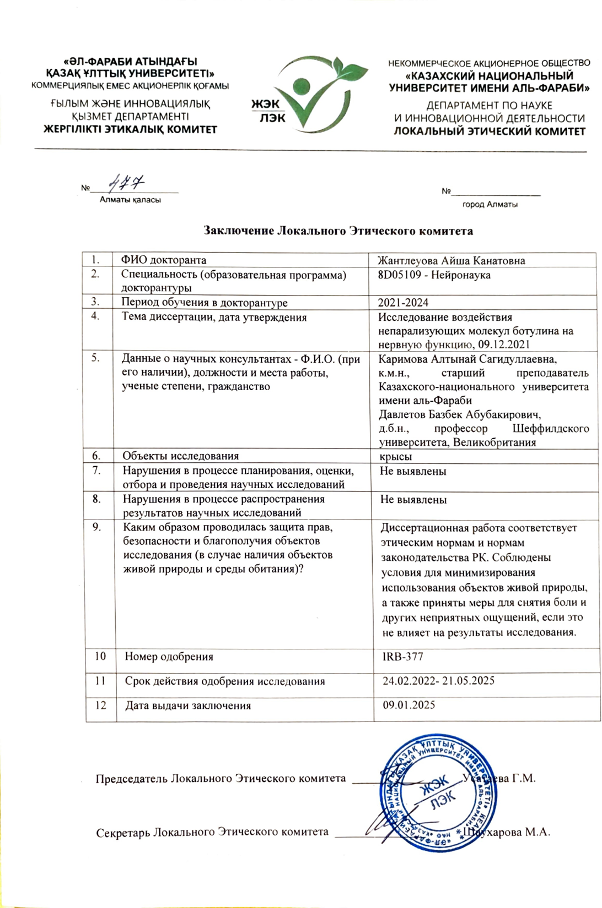 «ӘЛ-ФАРАБИ АТЫНДАҒЫ
ҚАЗАҚ ҰЛТТЫҚ УНИВЕРСИТЕТІ»
КОММЕРЦИЯЛЫҚ ЕМЕС АКЦИОНЕРЛІК ҚОҒАМЫ
ҒЫЛЫМ ЖӘНЕ ИННОВАЦИЯЛЫҚ
ҚЫЗМЕТ ДЕПАРТАМЕНТІ
ЖЕРГІЛІКТІ ЭТИКАЛЫҚ КОМИТЕТ
ЖЭК
ЛЭК
НЕКОММЕРЧЕСКОЕ АКЦИОНЕРНОЕ ОБЩЕСТВО
«КАЗАХСКИЙ НАЦИОНАЛЬНЫЙ
УНИВЕРСИТЕТ ИМЕНИ АЛЬ-ФАРАБИ»
ДЕПАРТАМЕНТ ПО НАУКЕ
И ИННОВАЦИОННОЙ ДЕЯТЕЛЬНОСТИ
ЛОКАЛЬНЫЙ ЭТИЧЕСКИЙ КОМИТЕТ
№ 477
Алматы қаласы
№
город Алматы
Заключение Локального Этического комитета
1. ФИО докторанта Жантлеуова Айша Канатовна
2. Специальность (образовательная программа) 8D05109 - Нейронаука
докторантуры
3. Период обучения в докторантуре 2021-2024
4. Тема диссертации, дата утверждения Исследование воздействия
непарализующих молекул ботулина на
нервную функцию, 09.12.2021
5. Данные о научных консультантах - Ф.И.О. (при Каримова Алтынай Сагидуллаевна,
его наличии), должности и места работы, к.м.н., старший преподаватель
ученые степени, гражданство Казахского-национального университета
имени аль-Фараби
Давлетов Базбек Абубакирович,
д.б.н., профессор Шеффилдского
университета, Великобритания
6. Объекты исследования крысы
7. Нарушения в процессе планирования, оценки, Не выявлены
отбора и проведения научных исследований
8. Нарушения в процессе распространения Не выявлены
результатов научных исследований
9. Каким образом проводилась защита прав, Диссертационная работа соответствует
безопасности и благополучия объектов этическим нормам и нормам
исследования (в случае наличия объектов законодательства РК. Соблюдены
живой природы и среды обитания)? условия для минимизирования
использования объектов живой природы,
а также приняты меры для снятия боли и
других неприятных ощущений, если это
не влияет на результаты исследования.
10 Номер одобрения IRB-377
11 Срок действия одобрения исследования 24.02.2022- 21.05.2025
12 Дата выдачи заключения 09.01.2025
Председатель Локального Этического комитета Г.М.
ЖЭК
ЛЭК
Секретарь Локального Этического комитета М.А.